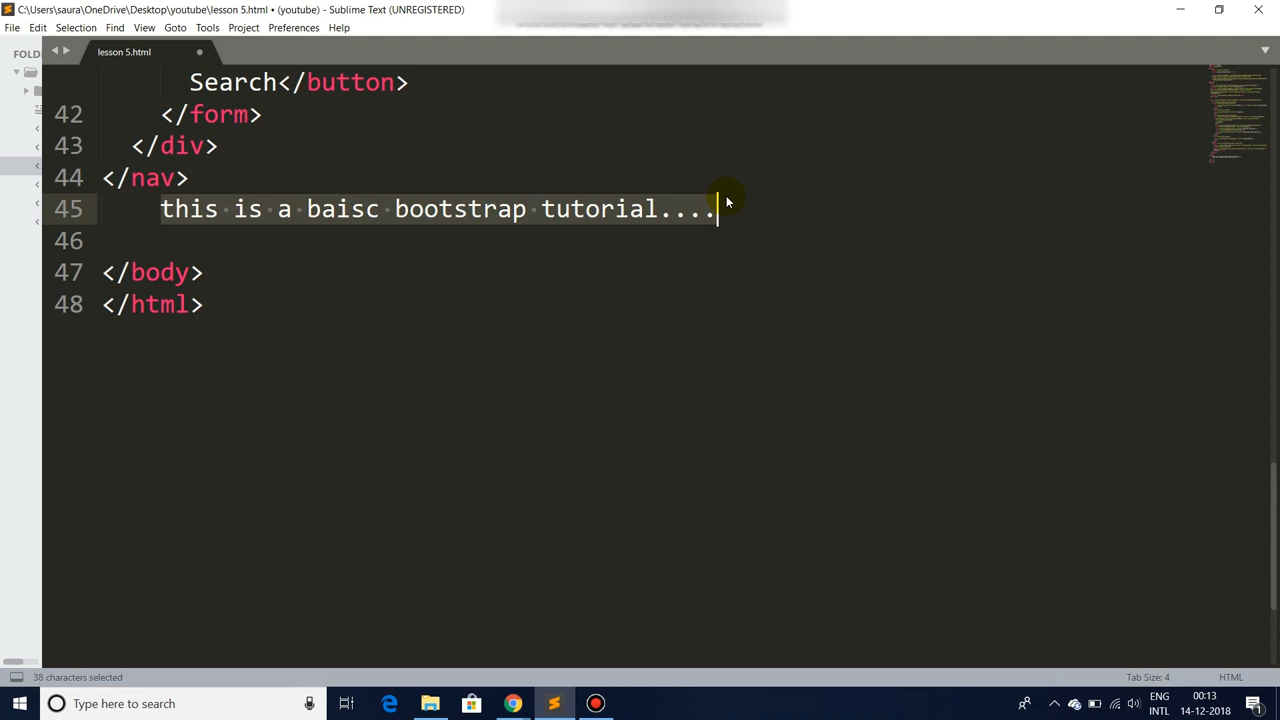 C:\Users\saura\OneDrive\Desktop\youtube\lesson 5.html • (youtube) - Sublime Text (UNREGISTERED)
File Edit Selection Find View Goto Tools Project Preferences Help
FOLD
lesson 5.html
Search</button>
42 </form>
43 </div>
44 </nav>
45 this is a baisc bootstrap tutorial....
46
47 </body>
48 </html>
38 characters selected Tab Size: 4 HTML
Type here to search
ENG 00:13
INTL 14-12-2018